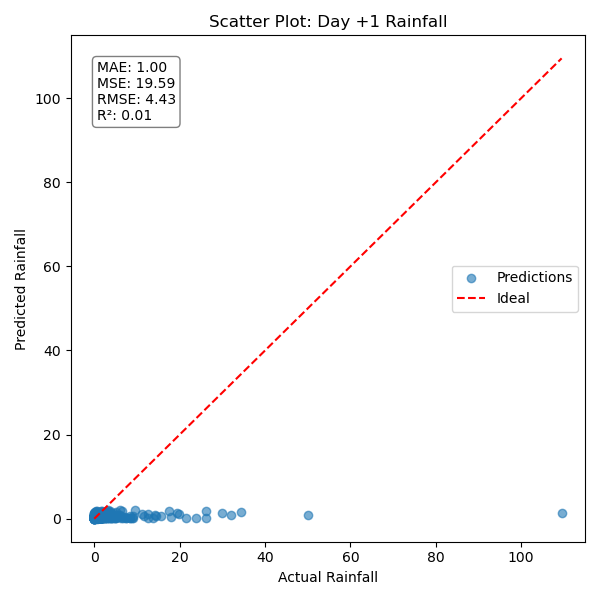 Scatter Plot: Day +1 Rainfall
MAE: 1.00
MSE: 19.59
RMSE: 4.43
R²: 0.01
100
80
60
40
20
0
Predicted Rainfall
Predictions
Ideal
0 20 40 60 80 100
Actual Rainfall